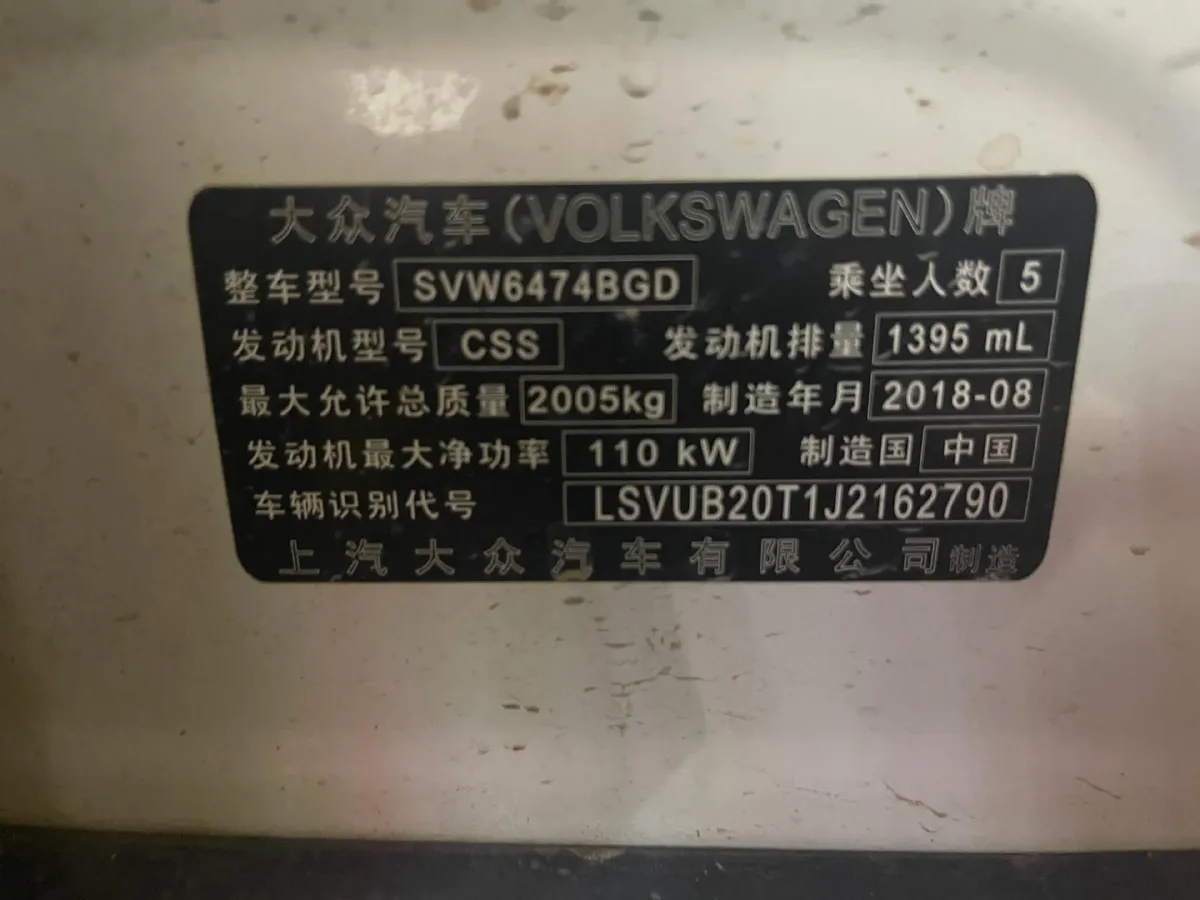 大众汽车(VOLKSWAGEN)牌
整车型号 SVW6474BGD 乘坐人数 5
发动机型号 CSS 发动机排量 1395 mL
最大允许总质量 2005kg 制造年月 2018-08
发动机最大净功率 110 kW 制造国 中国
车辆识别代号 LSVUB20T1J2162790
上汽大众汽车有限公司制造